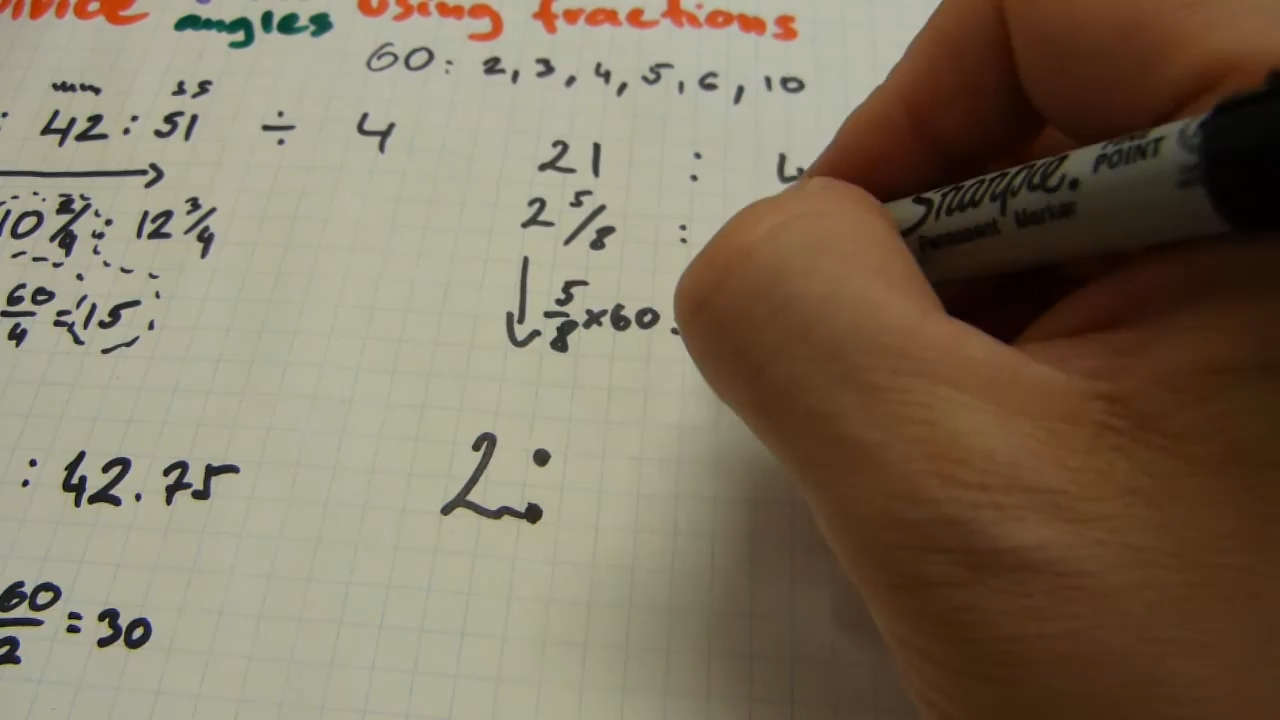 angles using fractions
60: 2, 3, 4, 5, 6, 10
mm ss
: 42 : 51 ÷ 4
21 :
10 2/4 : 12 3/4
2 5/8 :
60/4 = 15
5/8 × 60
: 42.75
2:
60/2 = 30
Sharpie.
POINT
Permanent Marker